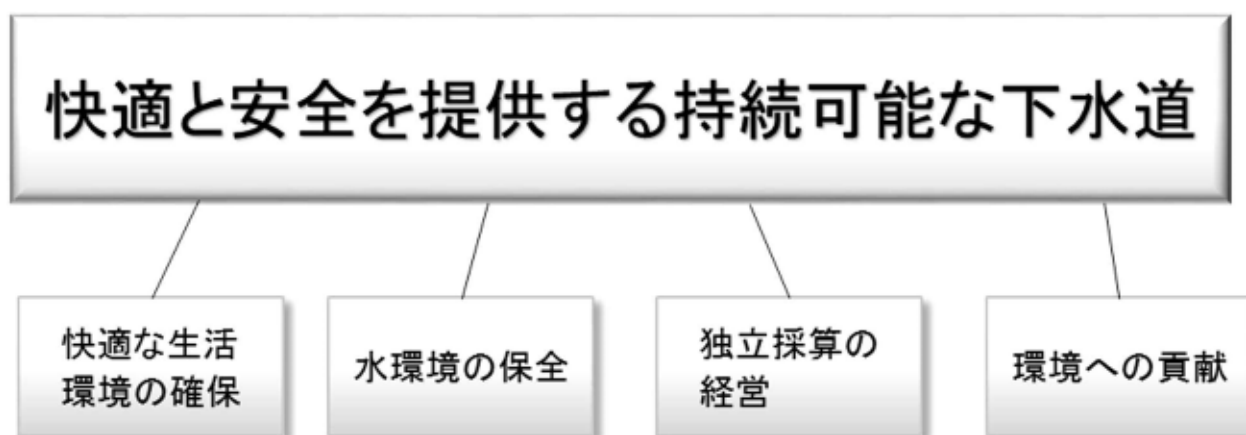 快適と安全を提供する持続可能な下水道
快適な生活
環境の確保
水環境の保全
独立採算の
経営
環境への貢献